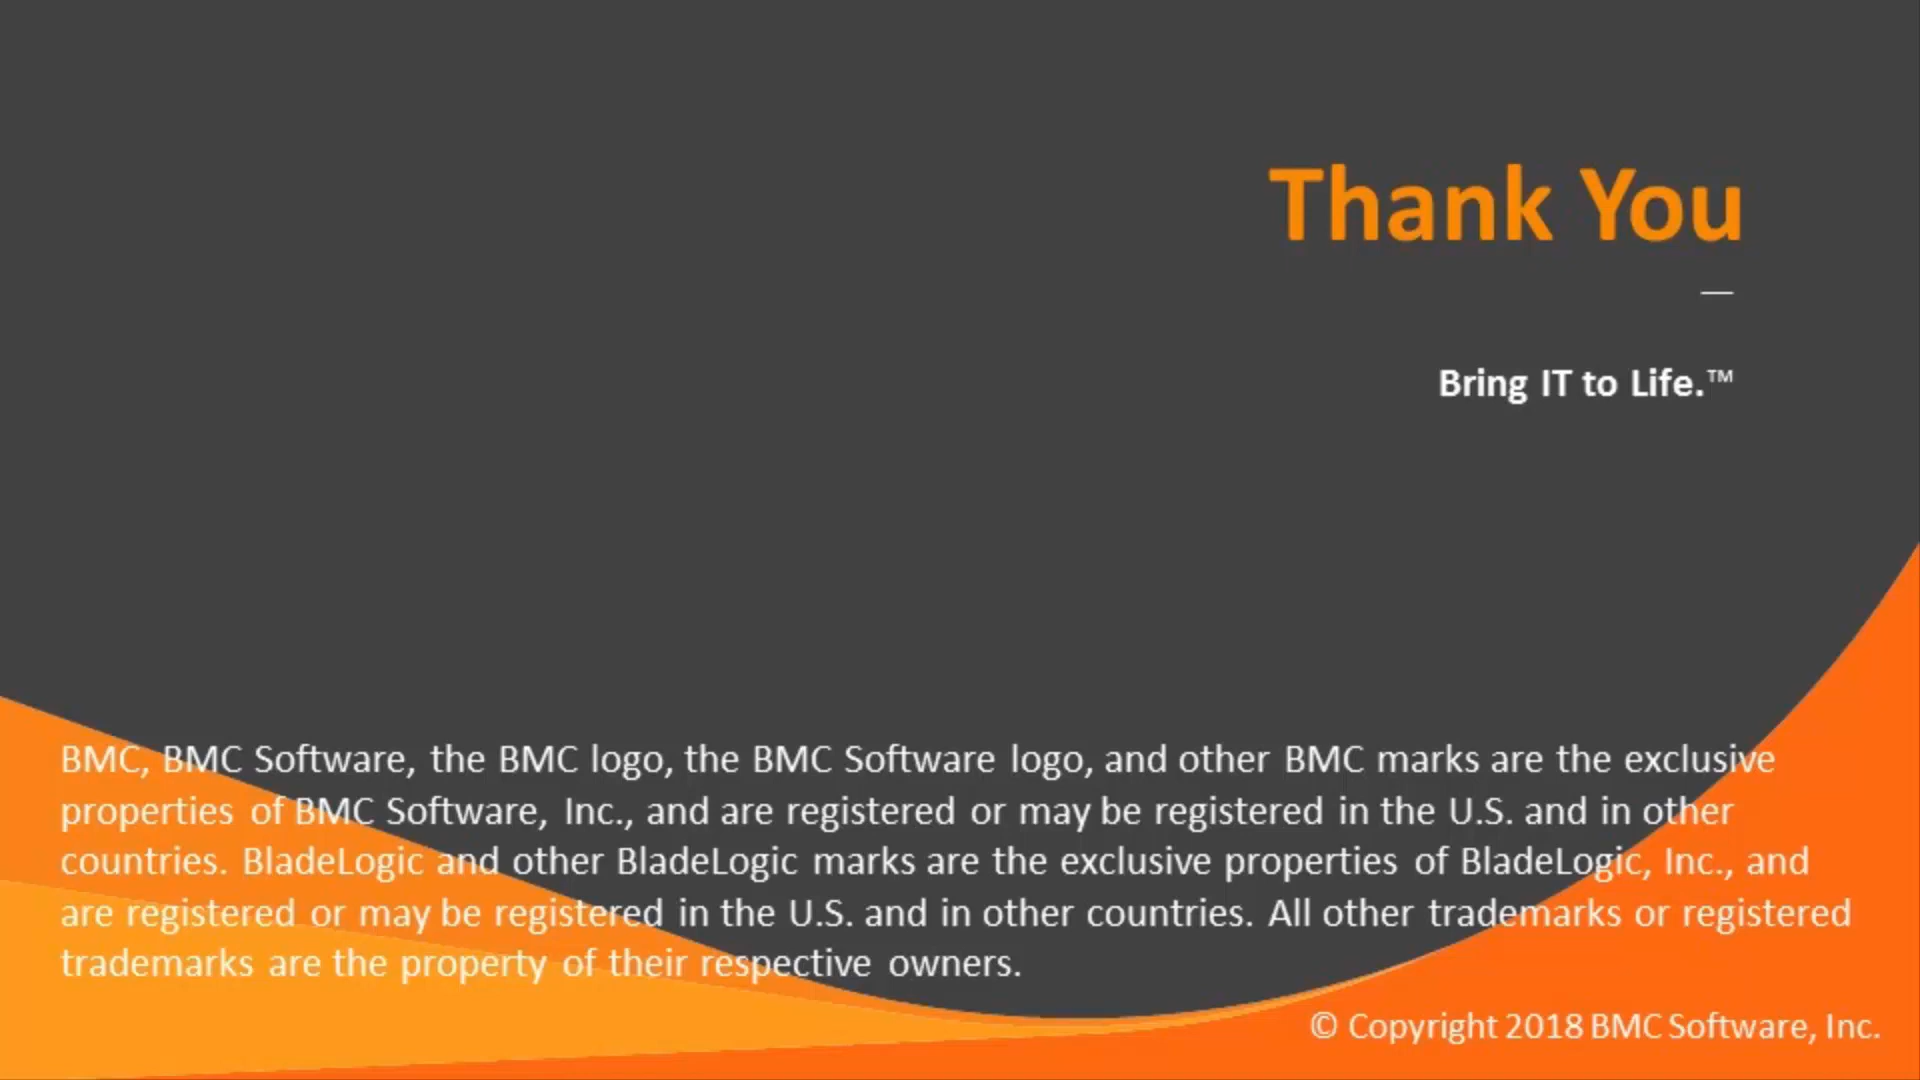 Thank You
—
Bring IT to Life.™
BMC, BMC Software, the BMC logo, the BMC Software logo, and other BMC marks are the exclusive
properties of BMC Software, Inc., and are registered or may be registered in the U.S. and in other
countries. BladeLogic and other BladeLogic marks are the exclusive properties of BladeLogic, Inc., and
are registered or may be registered in the U.S. and in other countries. All other trademarks or registered
trademarks are the property of their respective owners.
© Copyright 2018 BMC Software, Inc.